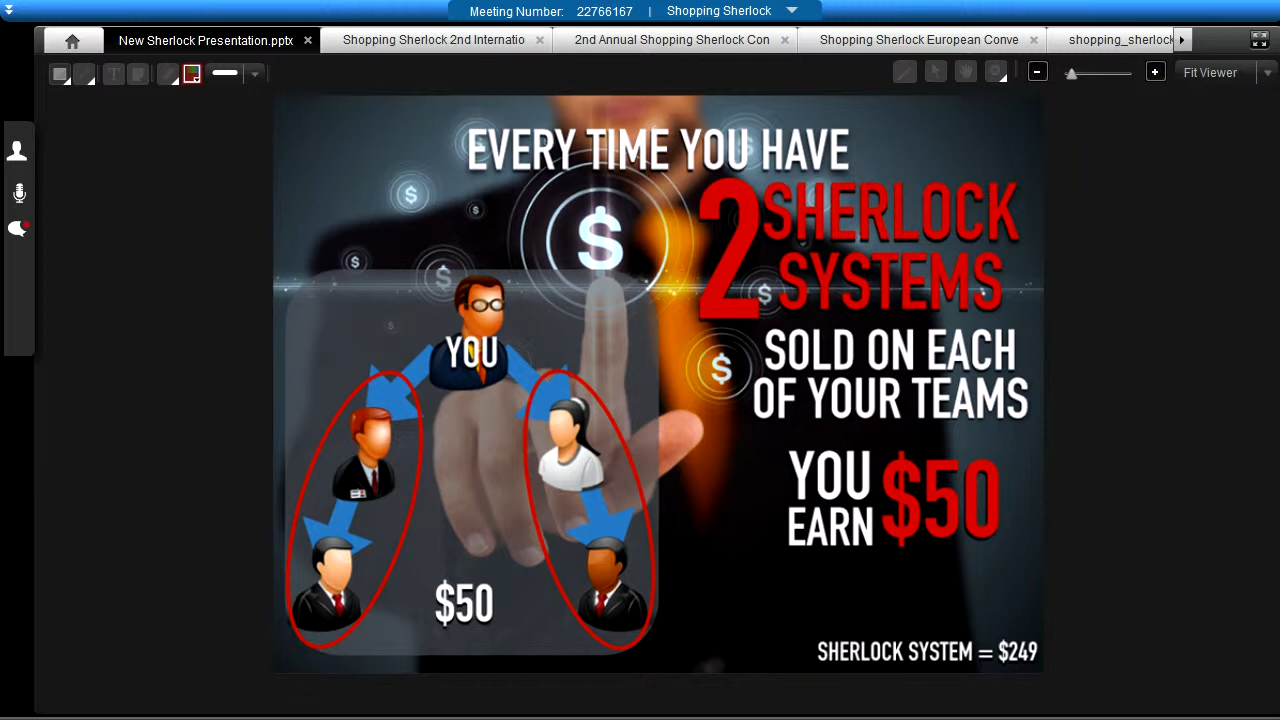 Meeting Number: 22766167 | Shopping Sherlock
New Sherlock Presentation.pptx
Shopping Sherlock 2nd Internatio
2nd Annual Shopping Sherlock Con
Shopping Sherlock European Conve
shopping_sherlock
T
Fit Viewer
EVERY TIME YOU HAVE
2 SHERLOCK
SYSTEMS
SOLD ON EACH
OF YOUR TEAMS
YOU
EARN $50
YOU
$50
SHERLOCK SYSTEM = $249